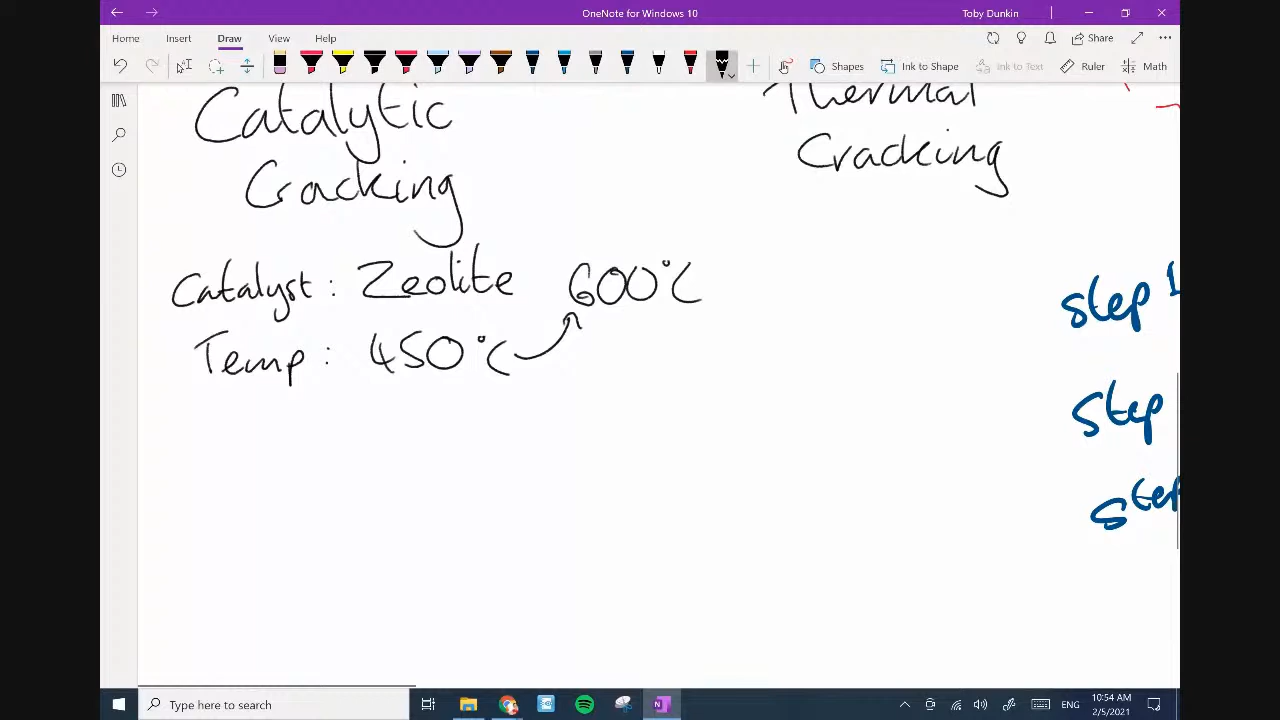 OneNote for Windows 10
Toby Dunkin
Home Insert Draw View Help
Share
Shapes
Ink to Shape
Ink to Text
Ruler
Math
Catalytic
Cracking
Thermal
Cracking
Catalyst: Zeolite 600°C
Temp: 450°C
step 1
step
step
Type here to search
ENG
10:54 AM
2/5/2021